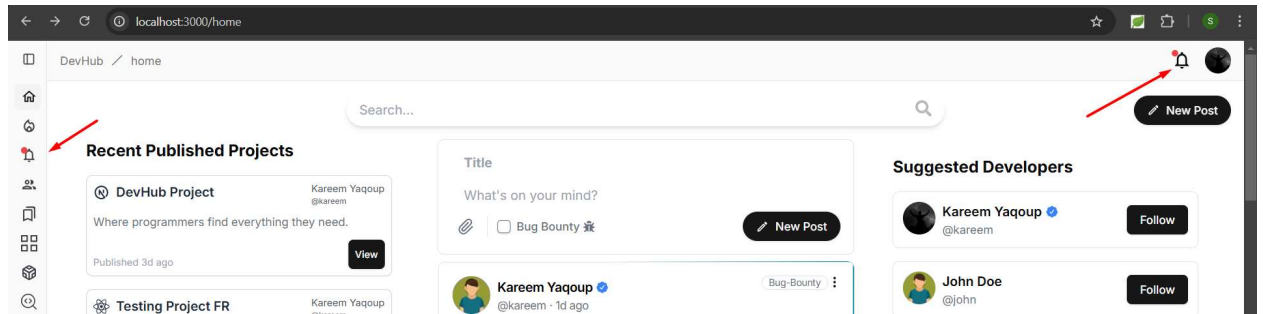 localhost:3000/home
S
DevHub / home
Search...
New Post
Recent Published Projects
DevHub Project
Kareem Yaqoup
@kareem
Where programmers find everything they need.
Published 3d ago
View
Testing Project FR
Kareem Yaqoup
Title
What's on your mind?
Bug Bounty
New Post
Kareem Yaqoup
@kareem · 1d ago
Bug-Bounty
Suggested Developers
Kareem Yaqoup
@kareem
Follow
John Doe
@john
Follow